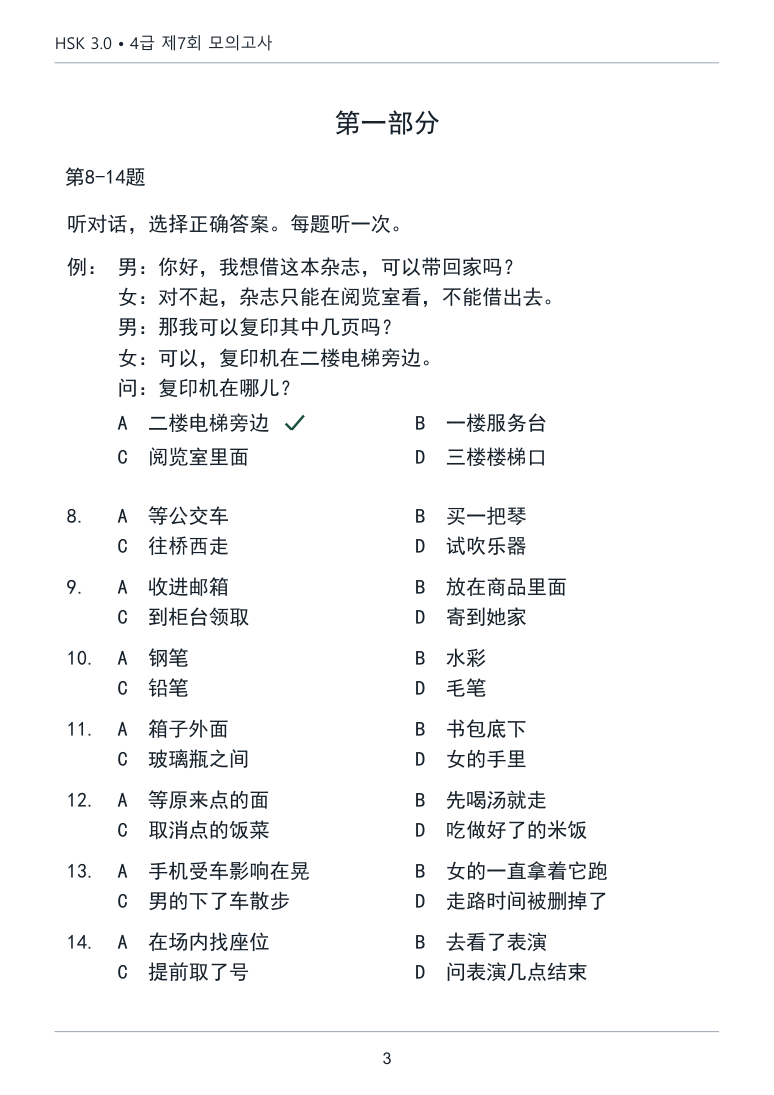 HSK 3.0 • 4급 제7회 모의고사
第一部分
第8-14题
听对话，选择正确答案。每题听一次。
例： 男：你好，我想借这本杂志，可以带回家吗？
女：对不起，杂志只能在阅览室看，不能借出去。
男：那我可以复印其中几页吗？
女：可以，复印机在二楼电梯旁边。
问：复印机在哪儿？
A 二楼电梯旁边 ✓ B 一楼服务台
C 阅览室里面 D 三楼楼梯口
8. A 等公交车 B 买一把琴
C 往桥西走 D 试吹乐器
9. A 收进邮箱 B 放在商品里面
C 到柜台领取 D 寄到她家
10. A 钢笔 B 水彩
C 铅笔 D 毛笔
11. A 箱子外面 B 书包底下
C 玻璃瓶之间 D 女的手里
12. A 等原来点的面 B 先喝汤就走
C 取消点的饭菜 D 吃做好了的米饭
13. A 手机受车影响在晃 B 女的一直拿着它跑
C 男的下了车散步 D 走路时间被删掉了
14. A 在场内找座位 B 去看了表演
C 提前取了号 D 问表演几点结束
3